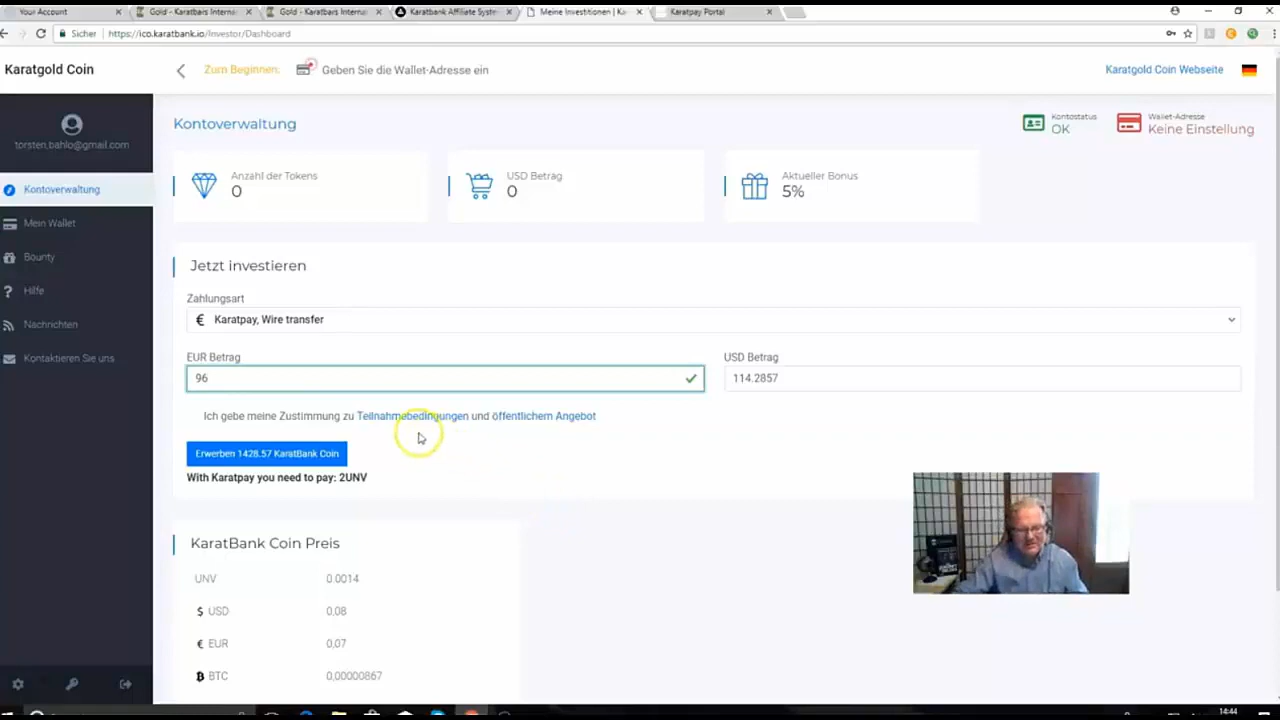 Your Account
Gold - Karatbars Internat
Gold - Karatbars Interna
Karatbank Affiliate Syste
Meine Investitionen | Ka
Karatpay Portal
Sicher
https://ico.karatbank.io/Investor/Dashboard
Karatgold Coin
Zum Beginnen:
Geben Sie die Wallet-Adresse ein
Karatgold Coin Webseite
torsten.bahlo@gmail.com
Kontoverwaltung
Mein Wallet
Bounty
Hilfe
Nachrichten
Kontaktieren Sie uns
Kontoverwaltung
Kontostatus
OK
Wallet-Adresse
Keine Einstellung
Anzahl der Tokens
0
USD Betrag
0
Aktueller Bonus
5%
Jetzt investieren
Zahlungsart
€ Karatpay, Wire transfer
EUR Betrag
96
USD Betrag
114.2857
Ich gebe meine Zustimmung zu Teilnahmebedingungen und öffentlichem Angebot
Erwerben 1428.57 KaratBank Coin
With Karatpay you need to pay: 2UNV
KaratBank Coin Preis
UNV 0.0014
$ USD 0,08
€ EUR 0,07
BTC 0,00000867
14:44